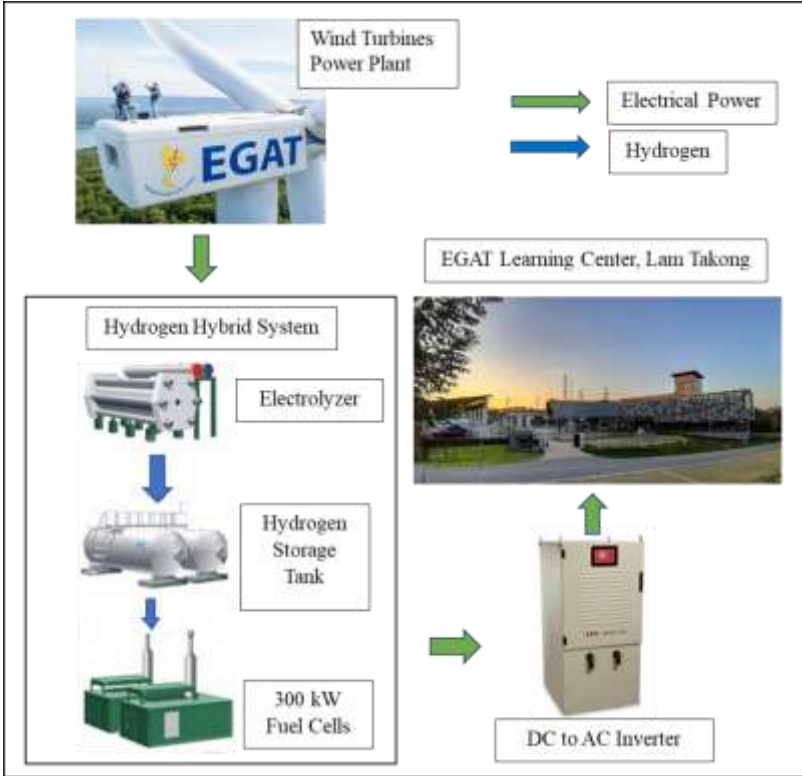 Wind Turbines
Power Plant
Electrical Power
Hydrogen
EGAT
EGAT Learning Center, Lam Takong
Hydrogen Hybrid System
Electrolyzer
Hydrogen
Storage
Tank
300 kW
Fuel Cells
DC to AC Inverter